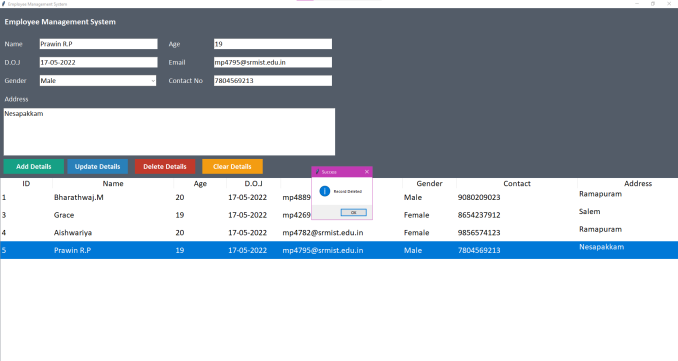 Employee Management System
Employee Management System
Name Prawin R.P Age 19
D.O.J 17-05-2022 Email mp4795@srmist.edu.in
Gender Male Contact No 7804569213
Address
Nesapakkam
Add Details Update Details Delete Details Clear Details
Success
Record Deleted
OK
ID Name Age D.O.J Gender Contact Address
1 Bharathwaj.M 20 17-05-2022 mp4889 Male 9080209023 Ramapuram
3 Grace 19 17-05-2022 mp4269 Female 8654237912 Salem
4 Aishwariya 20 17-05-2022 mp4782@srmist.edu.in Female 9856574123 Ramapuram
5 Prawin R.P 19 17-05-2022 mp4795@srmist.edu.in Male 7804569213 Nesapakkam